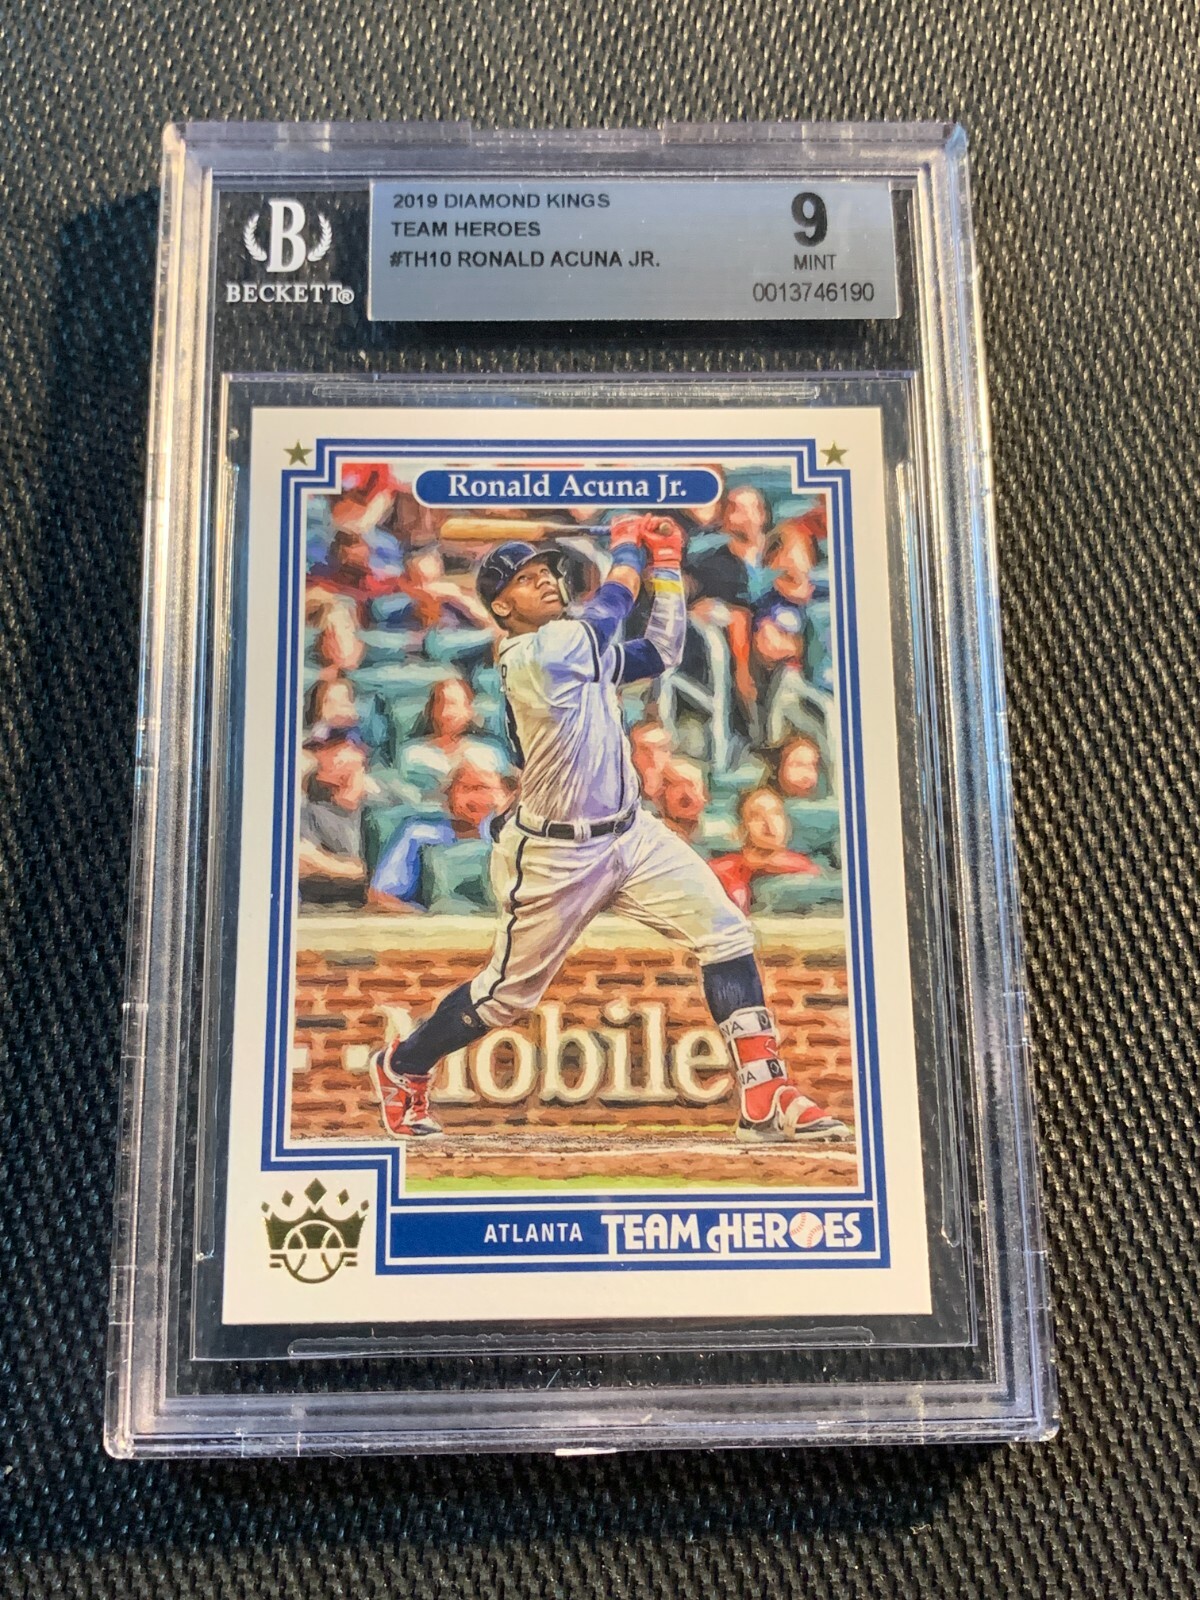 B
BECKETT®
2019 DIAMOND KINGS
TEAM HEROES
#TH10 RONALD ACUNA JR.
9
MINT
0013746190
Ronald Acuna Jr.
Mobile
ATLANTA TEAM HEROES